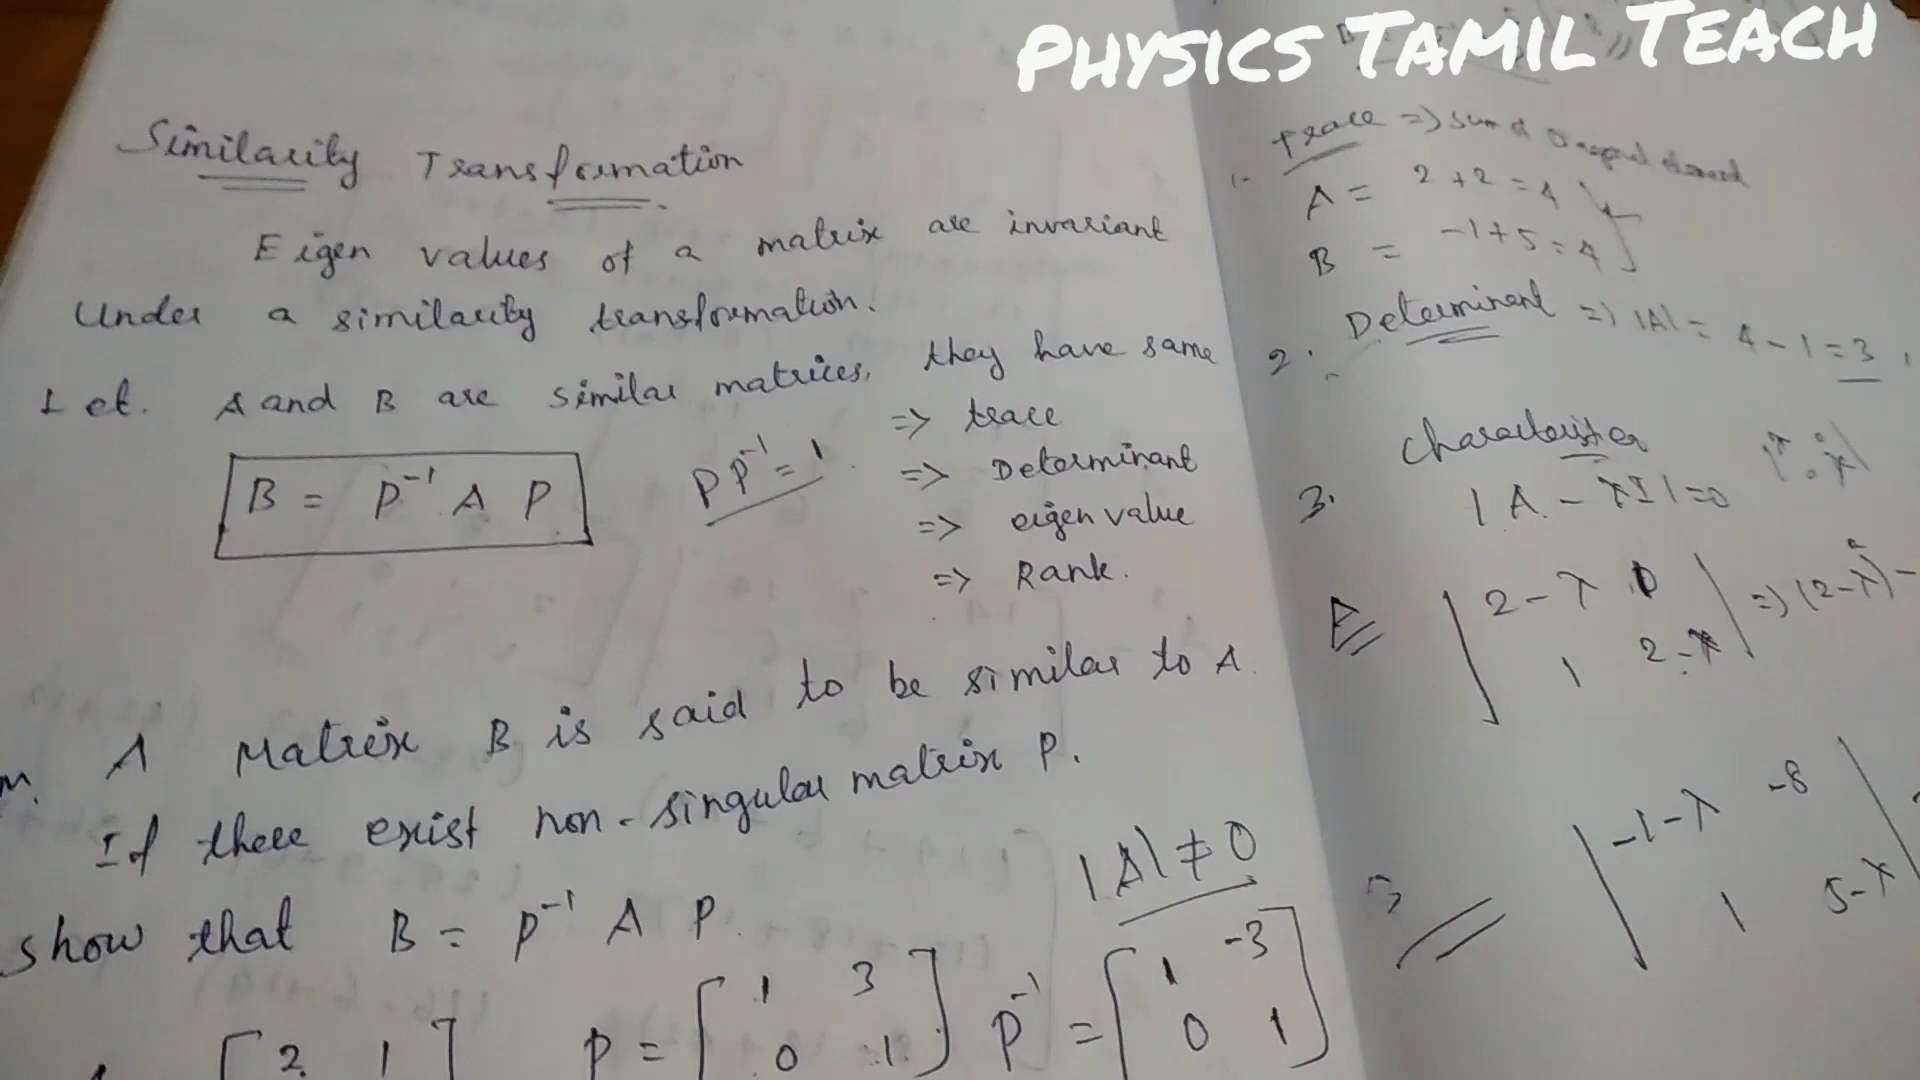 PHYSICS TAMIL TEACH
Similarity Transformation
Eigen values of a matrix are invariant
Under a similarity transformation.
Let. A and B are similar matrices, they have same
B = P⁻¹ A P
PP⁻¹ = 1
=> trace
=> Determinant
=> eigen value
=> Rank.
A Matrix B is said to be similar to A.
If there exist non-singular matrix P.
show that B = P⁻¹ A P.
|A| ≠ 0
[ 2 1 ]
P = [ 1 3
0 1 ]
P⁻¹ = [ 1 -3
0 1 ]
1. trace => sum
A = 2+2 = 4
B = -1+5 = 4
2. Determinant => |A| = 4-1 = 3
3.
|A - λI| = 0
A
| 2-λ
1 2-λ | => (2-λ)² -
| -1-λ -8
1 5-λ |